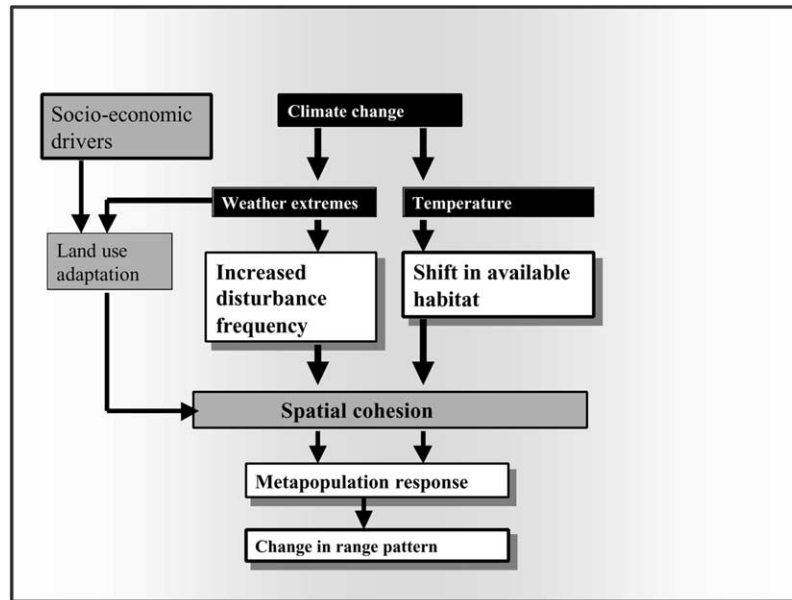 Socio-economic
drivers
Climate change
Weather extremes
Temperature
Land use
adaptation
Increased
disturbance
frequency
Shift in available
habitat
Spatial cohesion
Metapopulation response
Change in range pattern